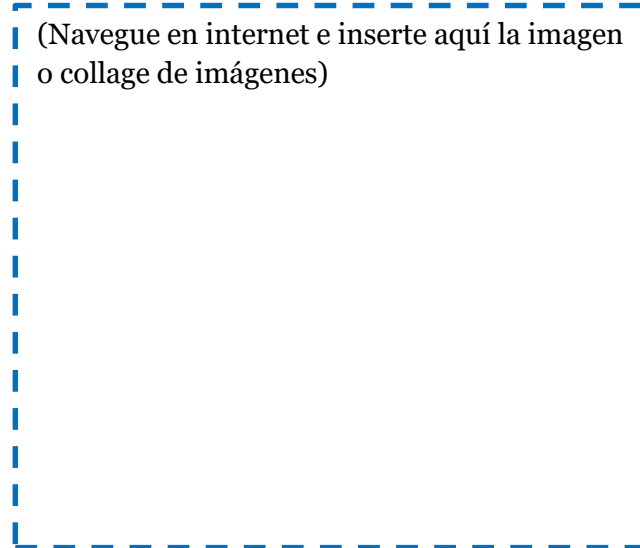 (Navegue en internet e inserte aquí la imagen
o collage de imágenes)